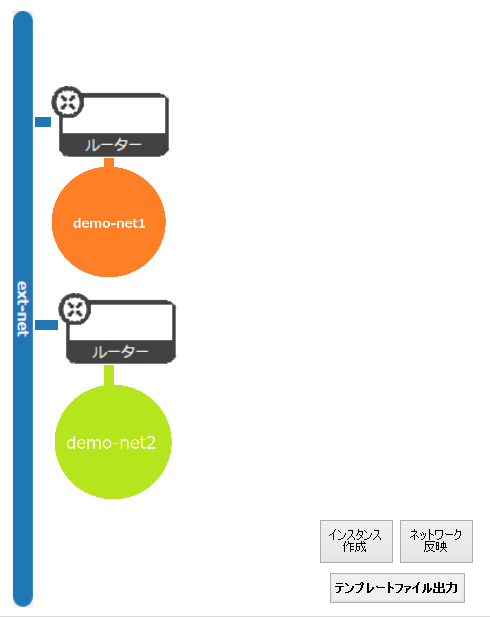 ルーター
demo-net1
ext-net
ルーター
demo-net2
インスタンス
作成
ネットワーク
反映
テンプレートファイル出力